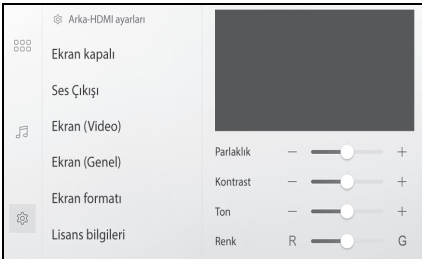 Arka-HDMI ayarları
Ekran kapalı
Ses Çıkışı
Ekran (Video)
Ekran (Genel)
Ekran formatı
Lisans bilgileri
Parlaklık − +
Kontrast − +
Ton − +
Renk R G